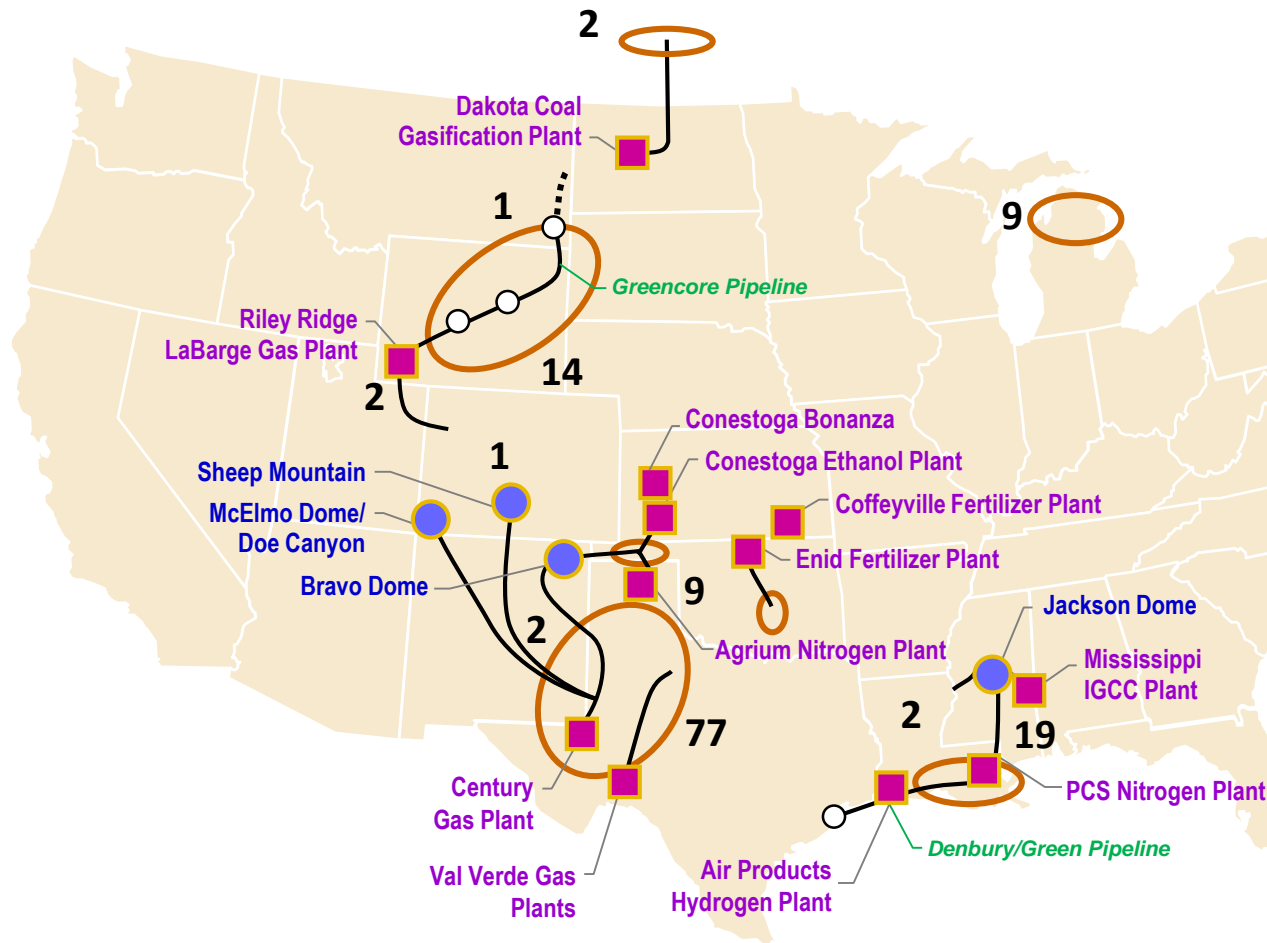 2
Dakota Coal
Gasification Plant
1
9
Greencore Pipeline
Riley Ridge
LaBarge Gas Plant
14
2
Conestoga Bonanza
1
Sheep Mountain
Conestoga Ethanol Plant
McElmo Dome/
Doe Canyon
Coffeyville Fertilizer Plant
Enid Fertilizer Plant
Bravo Dome
9
Jackson Dome
2
Agrium Nitrogen Plant
Mississippi
IGCC Plant
2
77
19
Century
Gas Plant
PCS Nitrogen Plant
Denbury/Green Pipeline
Val Verde Gas
Plants
Air Products
Hydrogen Plant